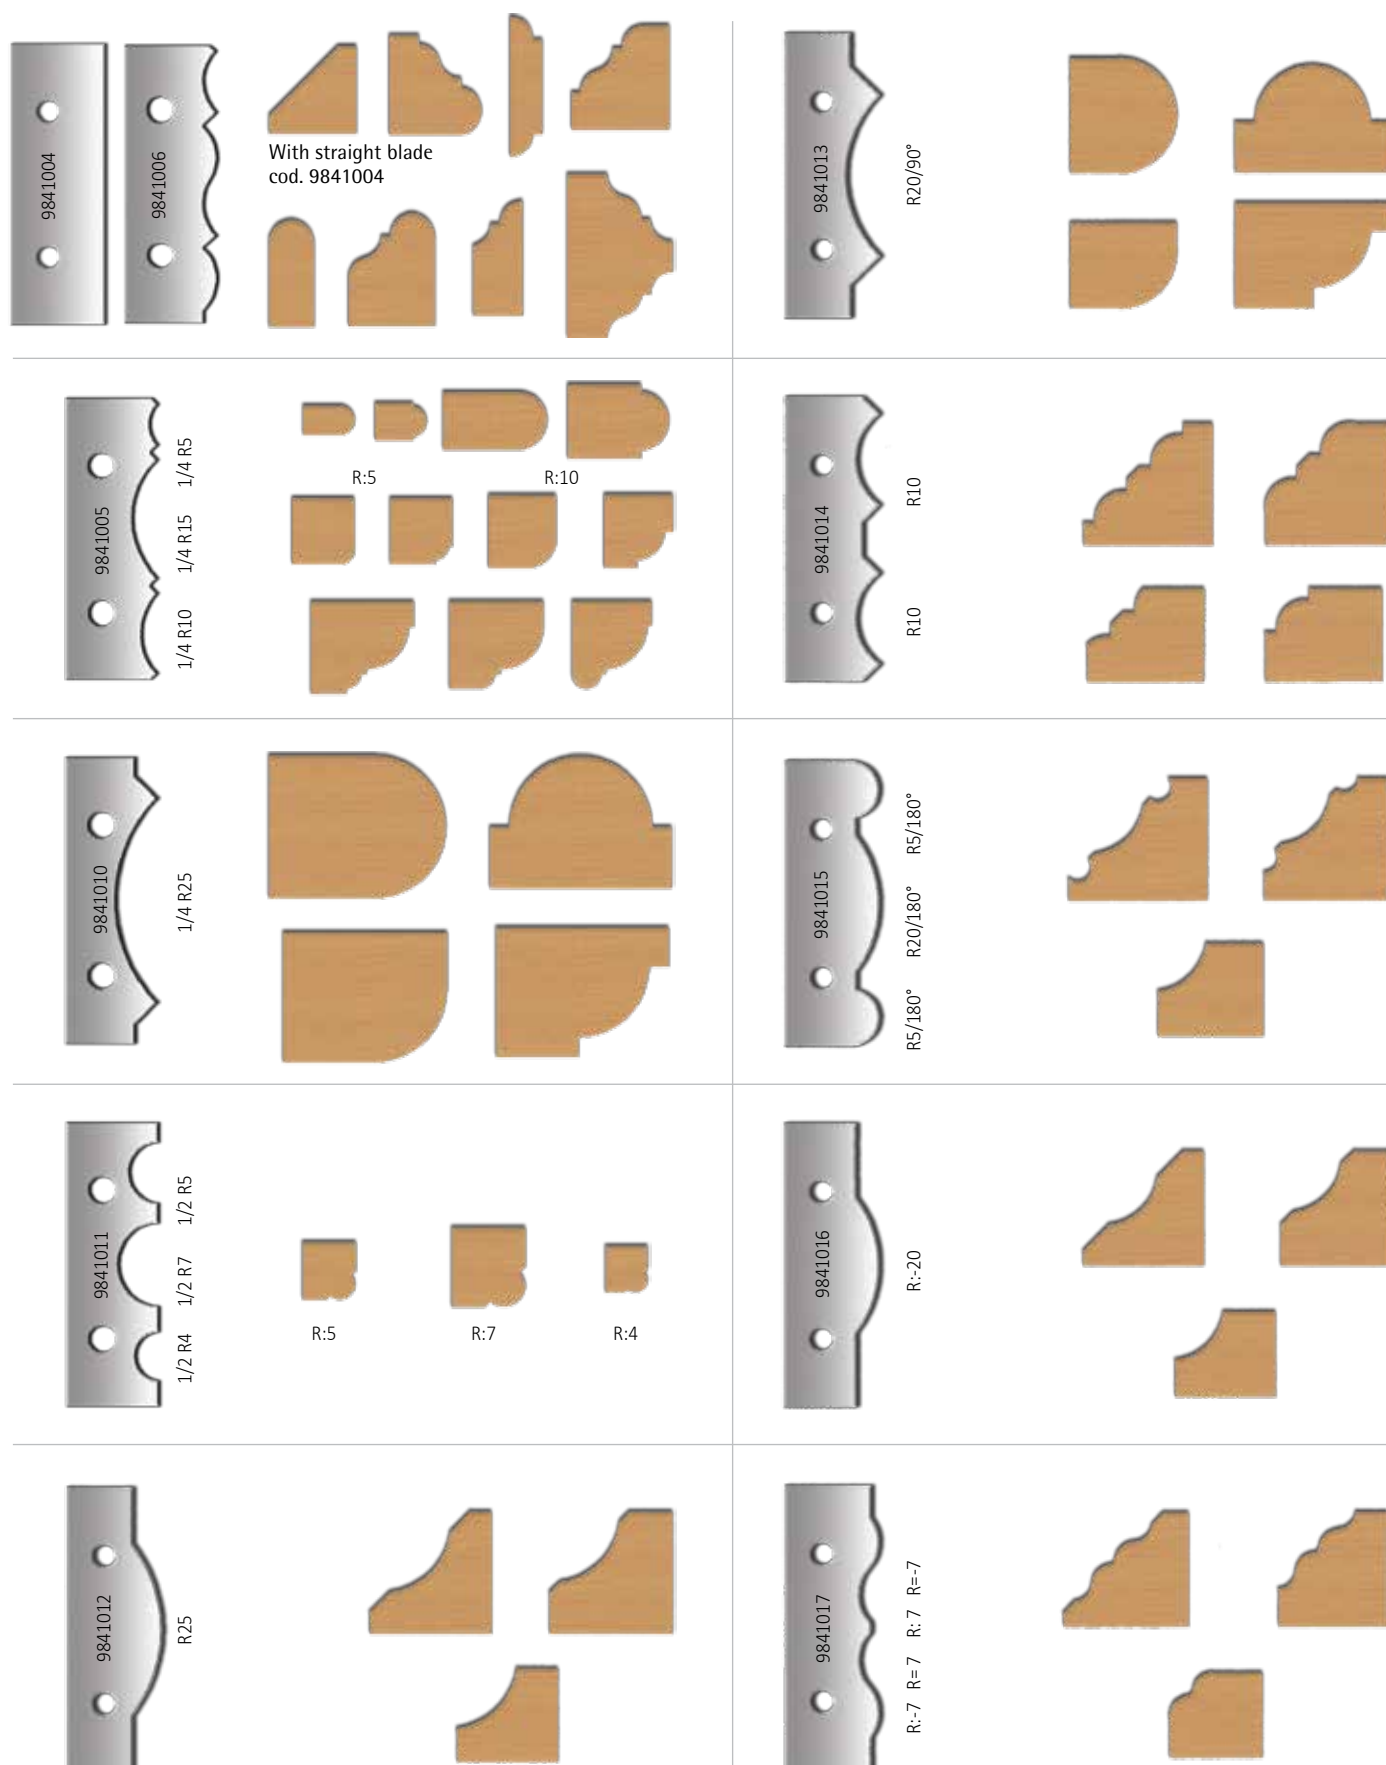 9841004
9841006
With straight blade
cod. 9841004
9841013
R20/90°
9841005
1/4 R5
1/4 R15
1/4 R10
R:5
R:10
9841014
R10
R10
9841010
1/4 R25
9841015
R5/180°
R20/180°
R5/180°
9841011
1/2 R5
1/2 R7
1/2 R4
R:5
R:7
R:4
9841016
R:-20
9841012
R25
9841017
R:-7 R= 7 R: 7 R=-7